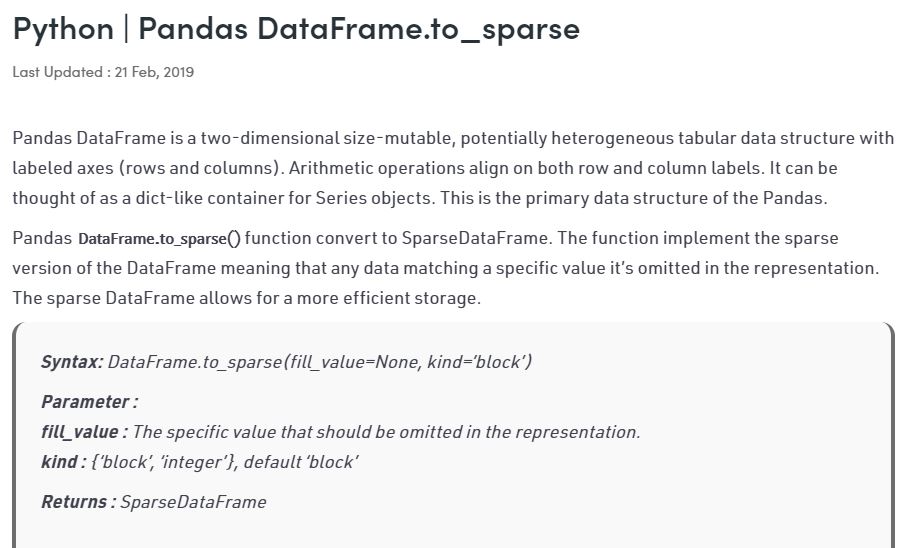 Python | Pandas DataFrame.to_sparse
Last Updated : 21 Feb, 2019
Pandas DataFrame is a two-dimensional size-mutable, potentially heterogeneous tabular data structure with
labeled axes (rows and columns). Arithmetic operations align on both row and column labels. It can be
thought of as a dict-like container for Series objects. This is the primary data structure of the Pandas.
Pandas DataFrame.to_sparse() function convert to SparseDataFrame. The function implement the sparse
version of the DataFrame meaning that any data matching a specific value it’s omitted in the representation.
The sparse DataFrame allows for a more efficient storage.
Syntax: DataFrame.to_sparse(fill_value=None, kind=’block’)
Parameter :
fill_value : The specific value that should be omitted in the representation.
kind : {‘block’, ‘integer’}, default ‘block’
Returns : SparseDataFrame